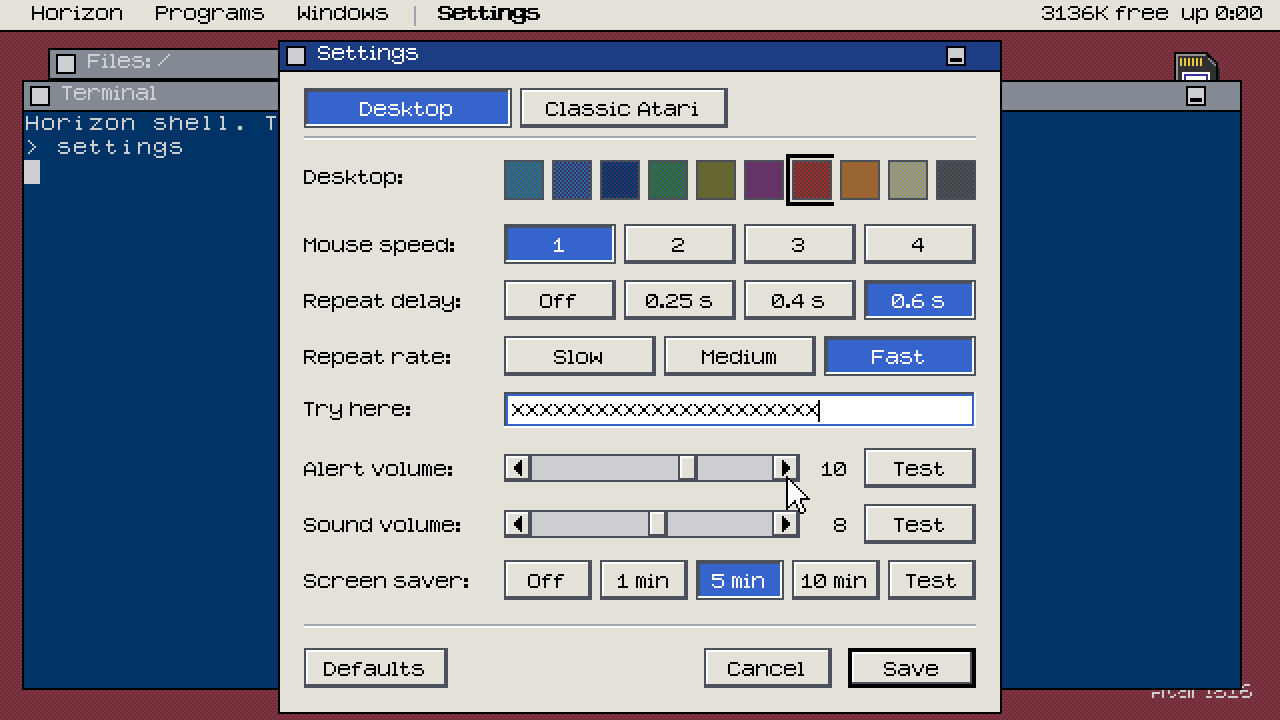 Horizon Programs Windows | Settings 3136K free up 0:00
Files: /
Settings
Terminal
Desktop Classic Atari
Horizon shell. T
> settings
Desktop:
Mouse speed: 1 2 3 4
Repeat delay: Off 0.25 s 0.4 s 0.6 s
Repeat rate: Slow Medium Fast
Try here: xxxxxxxxxxxxxxxxxxxxxx
Alert volume: 10 Test
Sound volume: 8 Test
Screen saver: Off 1 min 5 min 10 min Test
Defaults Cancel Save